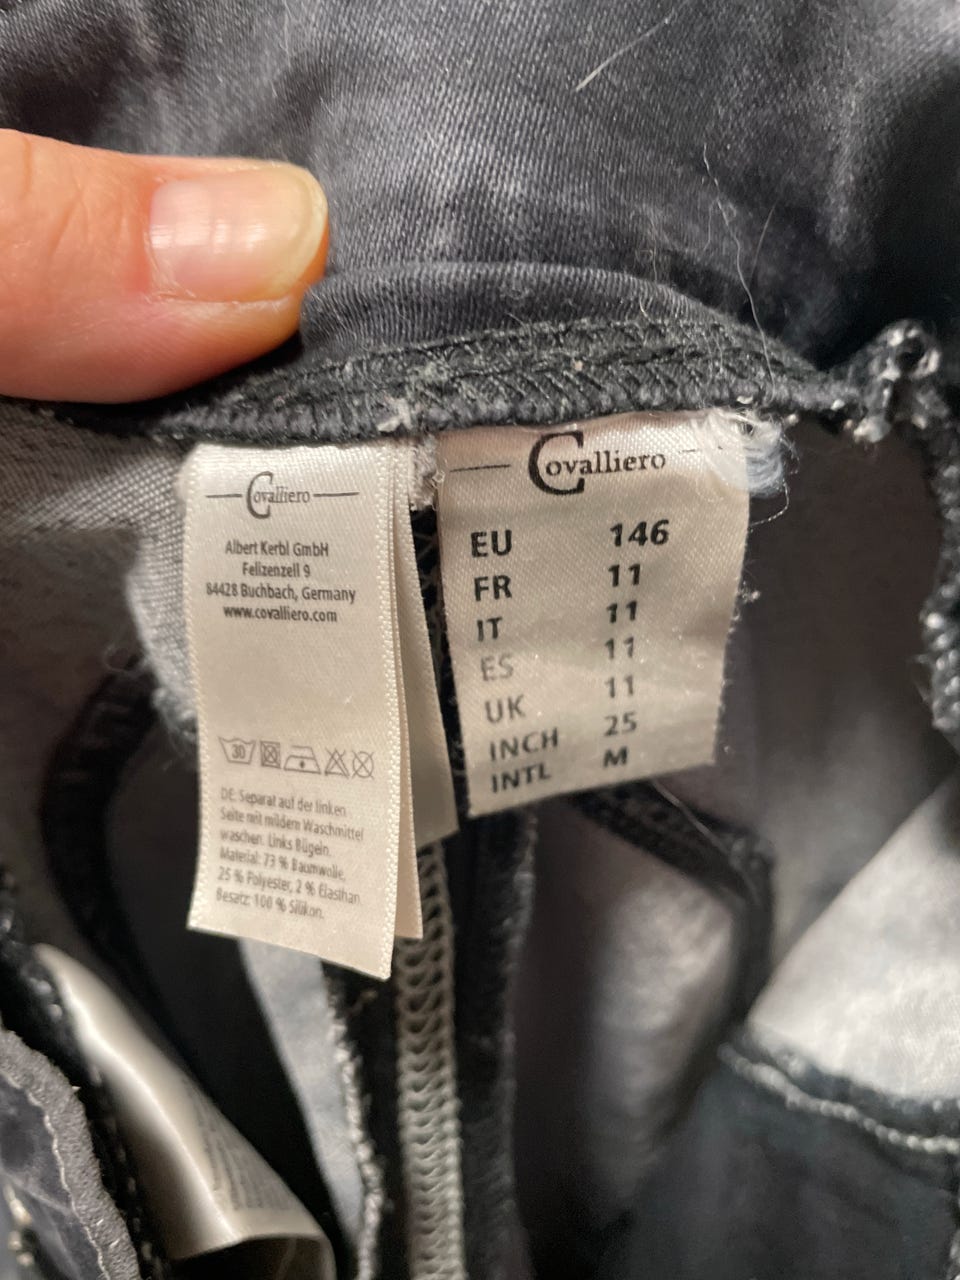 Covalliero
Albert Kerbl GmbH
Felizenzell 9
84428 Buchbach, Germany
www.covalliero.com
30
DE: Separat auf der linken
Seite mit mildem Waschmittel
waschen. Links Bügeln.
Material: 73 % Baumwolle,
25 % Polyester, 2 % Elasthan
Besatz: 100 % Silikon.
Covalliero
EU 146
FR 11
IT 11
ES 11
UK 11
INCH 25
INTL M